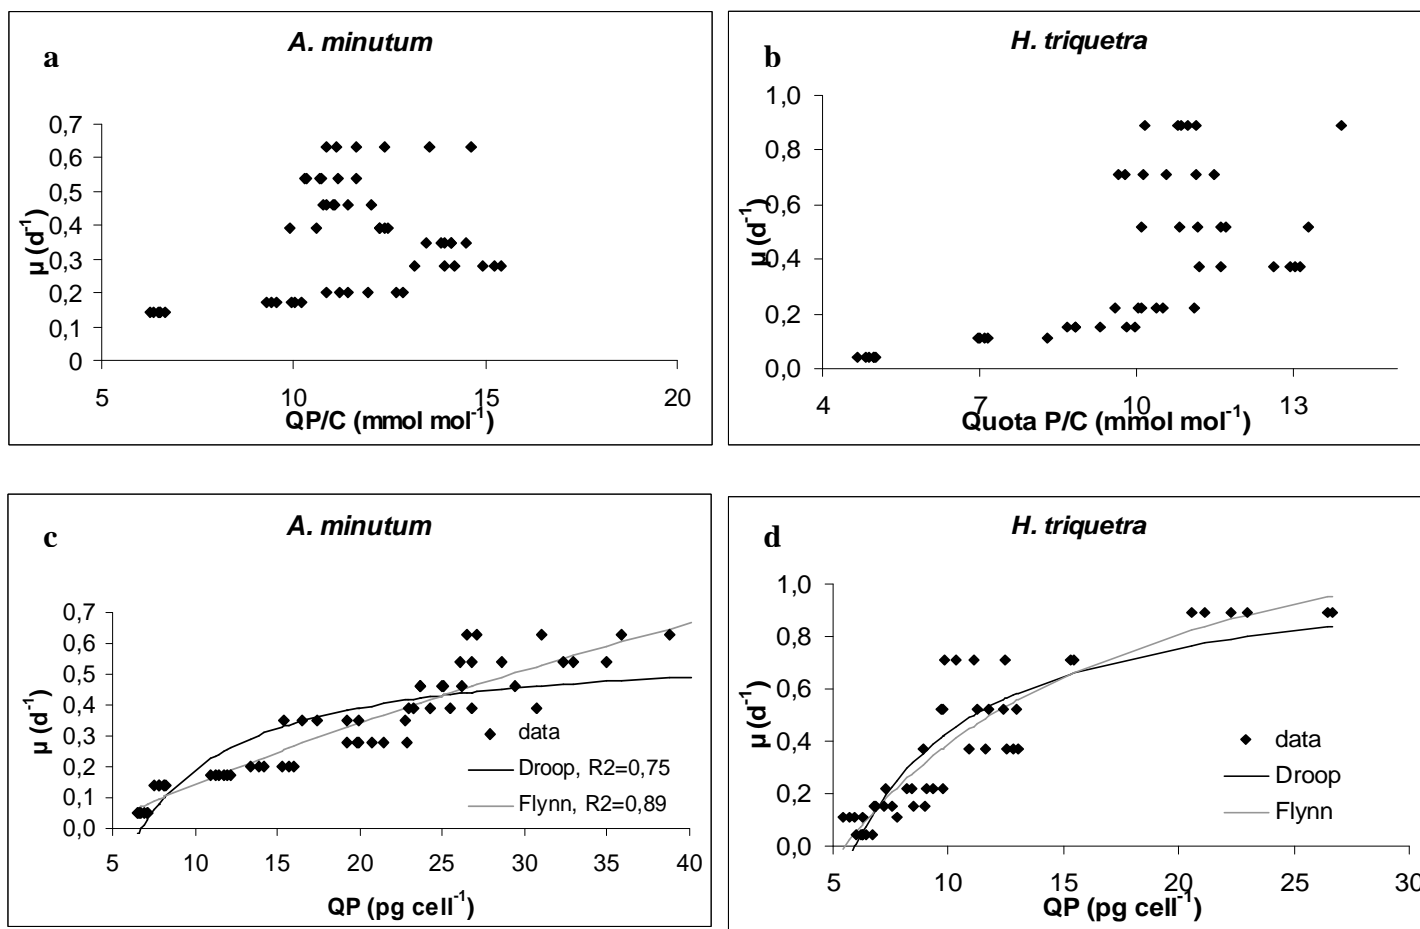 a
A. minutum
0,7
0,6
0,5
0,4
0,3
0,2
0,1
0
µ (d-1)
5
10
15
20
QP/C (mmol mol-1)
b
H. triquetra
1,0
0,8
0,6
0,4
0,2
0,0
µ (d-1)
4
7
10
13
Quota P/C (mmol mol-1)
c
A. minutum
0,7
0,6
0,5
0,4
0,3
0,2
0,1
0,0
µ (d-1)
data
Droop, R2=0,75
Flynn, R2=0,89
5
10
15
20
25
30
35
40
QP (pg cell-1)
d
H. triquetra
1,0
0,8
0,6
0,4
0,2
0,0
µ (d-1)
data
Droop
Flynn
5
10
15
20
25
30
QP (pg cell-1)